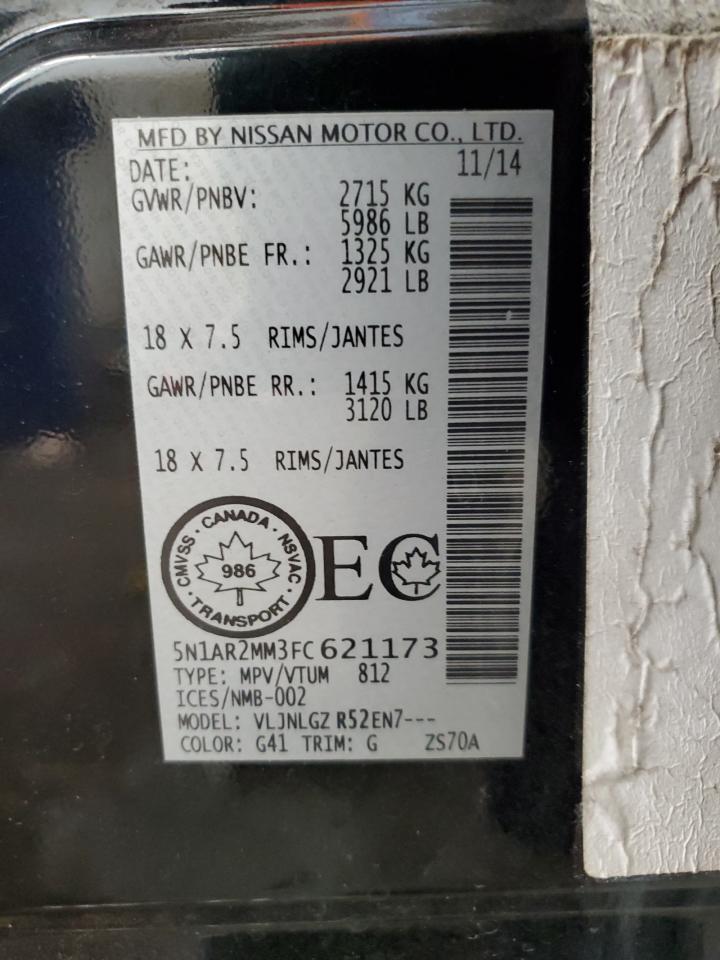 MFD BY NISSAN MOTOR CO., LTD.
DATE: 11/14
GVWR/PNBV: 2715 KG
5986 LB
GAWR/PNBE FR.: 1325 KG
2921 LB
18 X 7.5 RIMS/JANTES
GAWR/PNBE RR.: 1415 KG
3120 LB
18 X 7.5 RIMS/JANTES
CMVSS · CANADA · NSVAC · TRANSPORT ·
986
EC
5N1AR2MM3FC621173
TYPE: MPV/VTUM 812
ICES/NMB-002
MODEL: VLJNLGZ R52EN7---
COLOR: G41 TRIM: G ZS70A